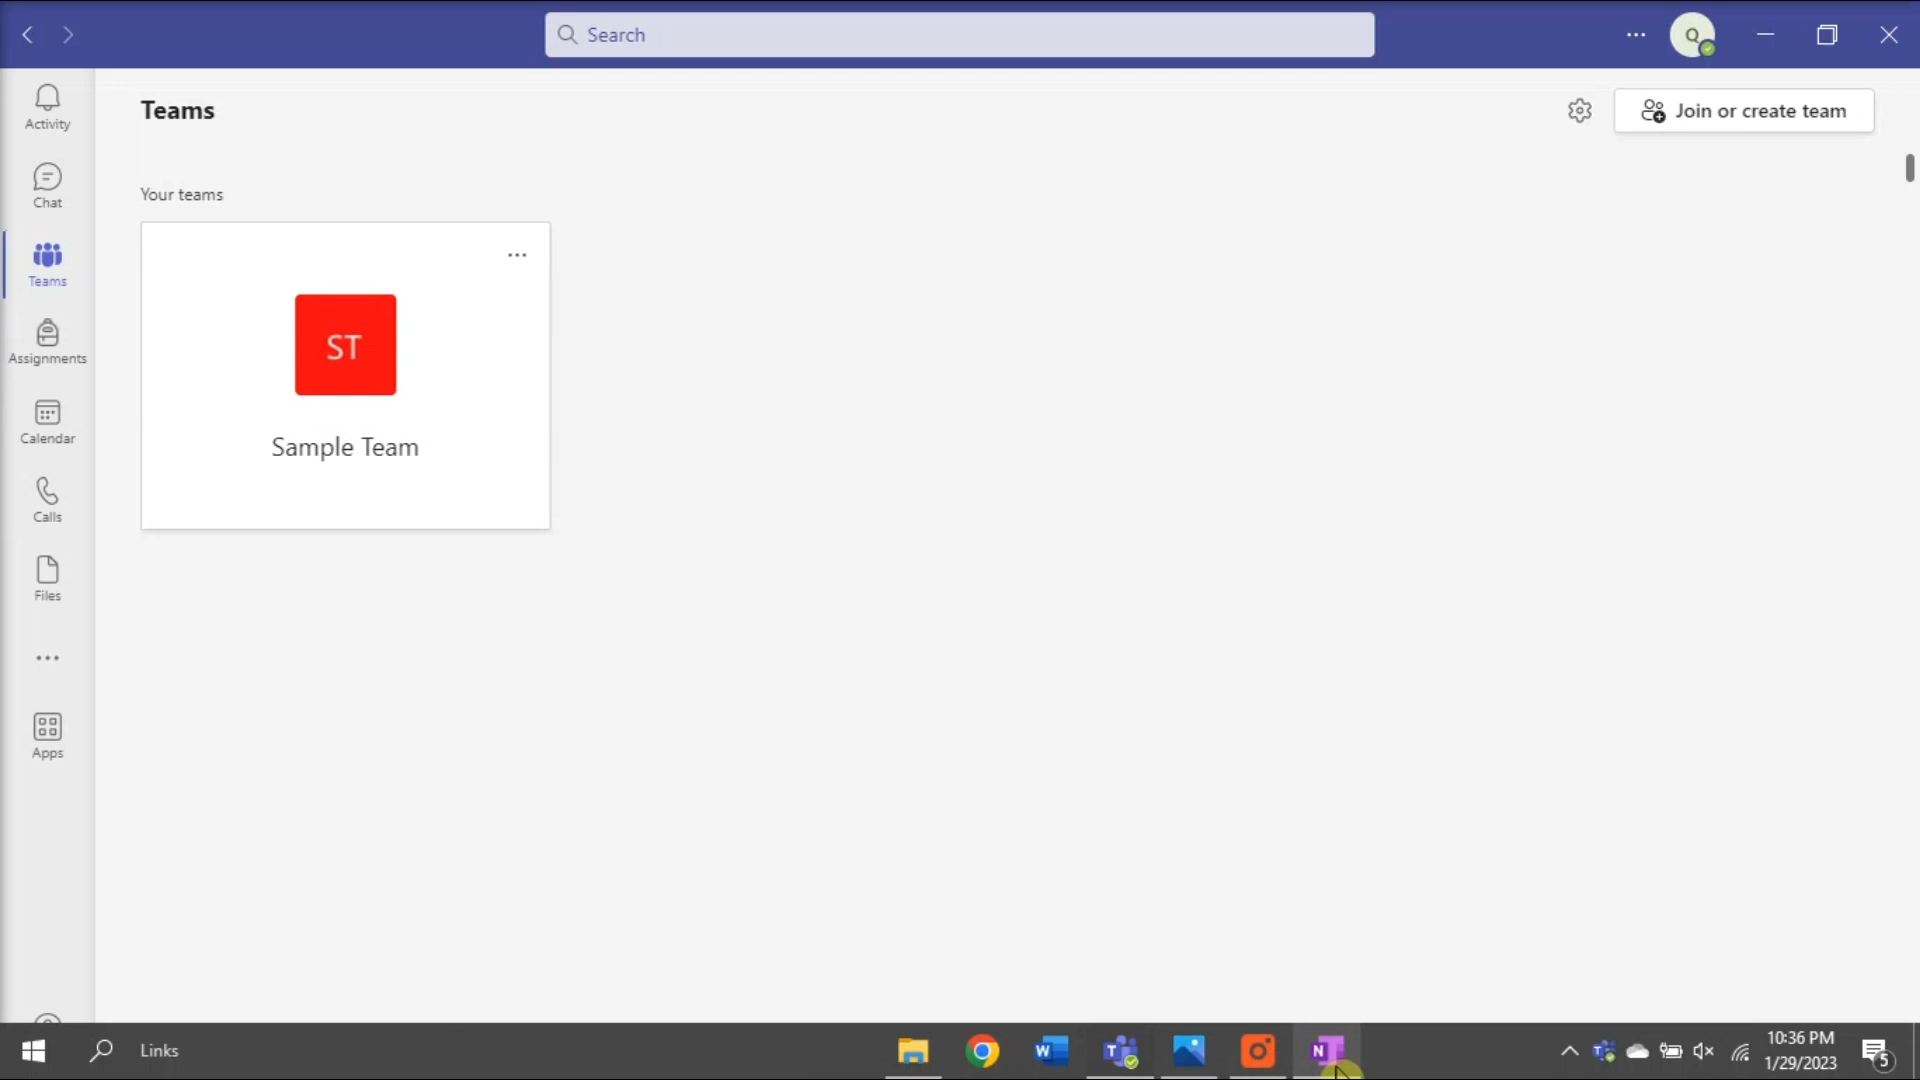 Search
Q
Activity
Chat
Teams
Assignments
Calendar
Calls
Files
Apps
Teams
Join or create team
Your teams
ST
Sample Team
Links
W
T
N
T
10:36 PM
1/29/2023
5